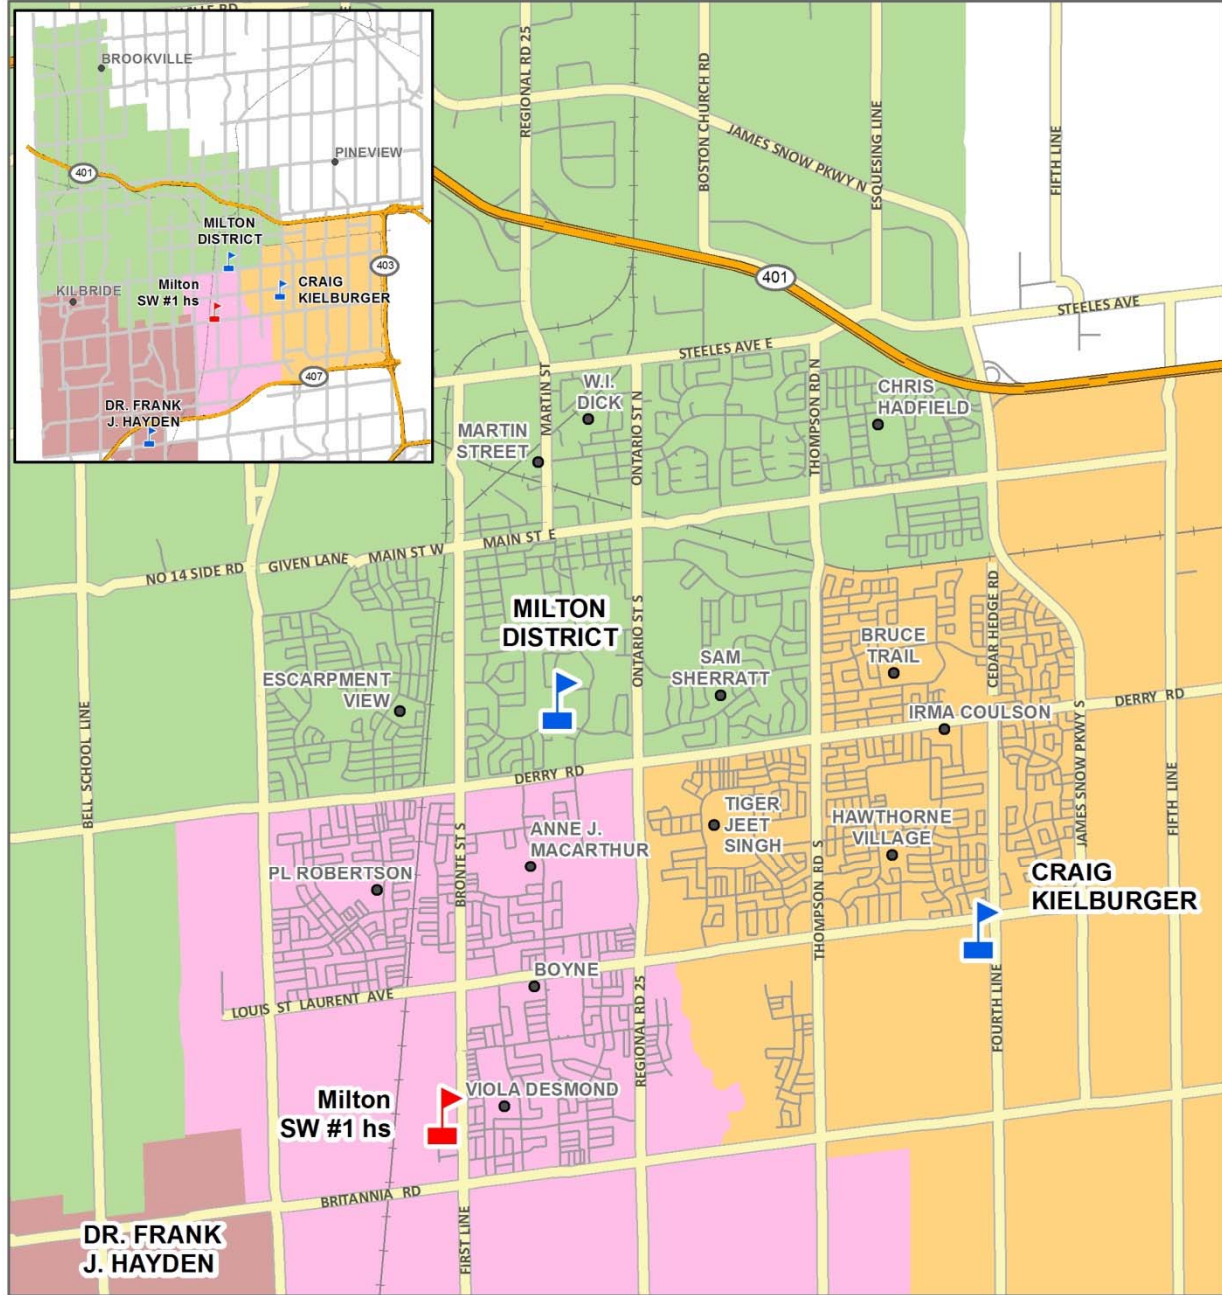 BROOKVILLE
PINEVIEW
401
MILTON
DISTRICT
403
Milton
SW #1 hs
CRAIG
KIELBURGER
KILBRIDE
407
DR. FRANK
J. HAYDEN
REGIONAL RD 25
BOSTON CHURCH RD
JAMES SNOW PKWY N
ESQUESING LINE
FIFTH LINE
401
STEELES AVE
STEELES AVE E
MARTIN ST
W.I.
DICK
ONTARIO ST N
THOMPSON RD N
CHRIS
HADFIELD
MARTIN
STREET
NO 14 SIDE RD
GIVEN LANE
MAIN ST W
MAIN ST E
MILTON
DISTRICT
ONTARIO ST S
SAM
SHERRATT
BRUCE
TRAIL
CEDAR HEDGE RD
ESCARPMENT
VIEW
IRMA COULSON
DERRY RD
BELL SCHOOL LINE
DERRY RD
JAMES SNOW PKWY S
FIFTH LINE
BRONTE ST S
ANNE J.
MACARTHUR
TIGER
JEET
SINGH
HAWTHORNE
VILLAGE
PL ROBERTSON
THOMPSON RD S
CRAIG
KIELBURGER
BOYNE
LOUIS ST LAURENT AVE
REGIONAL RD 25
FOURTH LINE
Milton
SW #1 hs
VIOLA DESMOND
BRITANNIA RD
FIRST LINE
DR. FRANK
J. HAYDEN